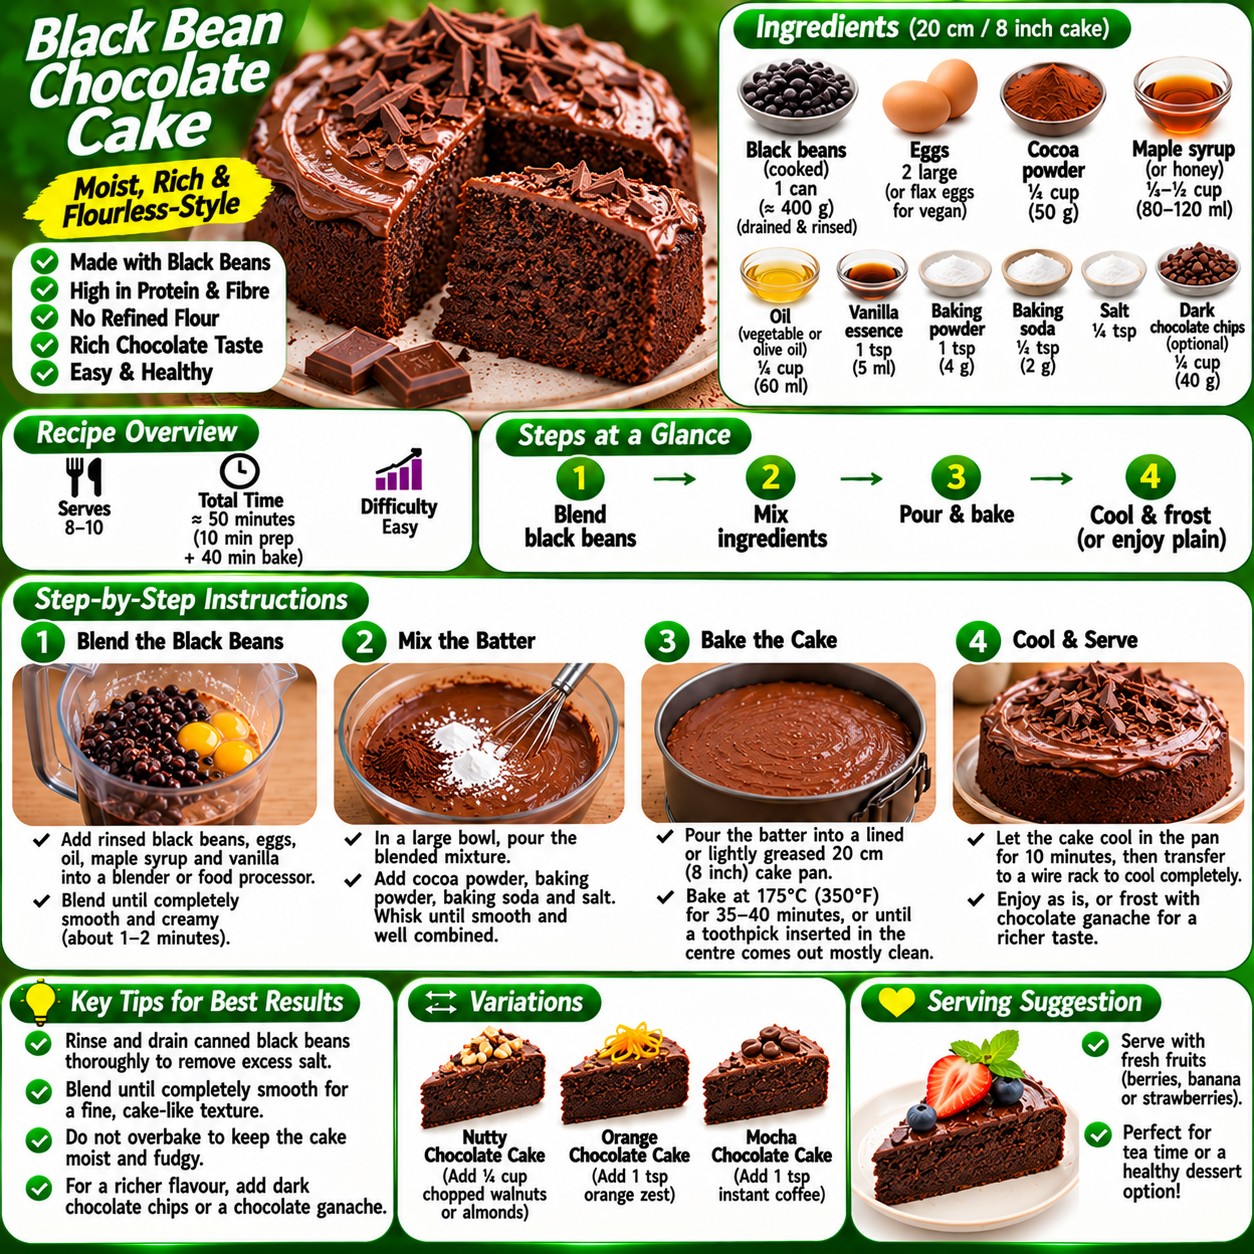 Black Bean
Chocolate
Cake
Moist, Rich &
Flourless-Style
Made with Black Beans
High in Protein & Fibre
No Refined Flour
Rich Chocolate Taste
Easy & Healthy
Ingredients (20 cm / 8 inch cake)
Black beans
(cooked)
1 can
(≈ 400 g)
(drained & rinsed)
Eggs
2 large
(or flax eggs
for vegan)
Cocoa
powder
½ cup
(50 g)
Maple syrup
(or honey)
⅓–½ cup
(80–120 ml)
Oil
(vegetable or
olive oil)
¼ cup
(60 ml)
Vanilla
essence
1 tsp
(5 ml)
Baking
powder
1 tsp
(4 g)
Baking
soda
½ tsp
(2 g)
Salt
¼ tsp
Dark
chocolate chips
(optional)
¼ cup
(40 g)
Recipe Overview
Serves
8–10
Total Time
≈ 50 minutes
(10 min prep
+ 40 min bake)
Difficulty
Easy
Steps at a Glance
1
Blend
black beans
2
Mix
ingredients
3
Pour & bake
4
Cool & frost
(or enjoy plain)
Step-by-Step Instructions
1 Blend the Black Beans
Add rinsed black beans, eggs,
oil, maple syrup and vanilla
into a blender or food processor.
Blend until completely
smooth and creamy
(about 1–2 minutes).
2 Mix the Batter
In a large bowl, pour the
blended mixture.
Add cocoa powder, baking
powder, baking soda and salt.
Whisk until smooth and
well combined.
3 Bake the Cake
Pour the batter into a lined
or lightly greased 20 cm
(8 inch) cake pan.
Bake at 175°C (350°F)
for 35–40 minutes, or until
a toothpick inserted in the
centre comes out mostly clean.
4 Cool & Serve
Let the cake cool in the pan
for 10 minutes, then transfer
to a wire rack to cool completely.
Enjoy as is, or frost with
chocolate ganache for a
richer taste.
Key Tips for Best Results
Rinse and drain canned black beans
thoroughly to remove excess salt.
Blend until completely smooth for
a fine, cake-like texture.
Do not overbake to keep the cake
moist and fudgy.
For a richer flavour, add dark
chocolate chips or a chocolate ganache.
Variations
Nutty
Chocolate Cake
(Add ¼ cup
chopped walnuts
or almonds)
Orange
Chocolate Cake
(Add 1 tsp
orange zest)
Mocha
Chocolate Cake
(Add 1 tsp
instant coffee)
Serving Suggestion
Serve with
fresh fruits
(berries, banana
or strawberries).
Perfect for
tea time or a
healthy dessert
option!